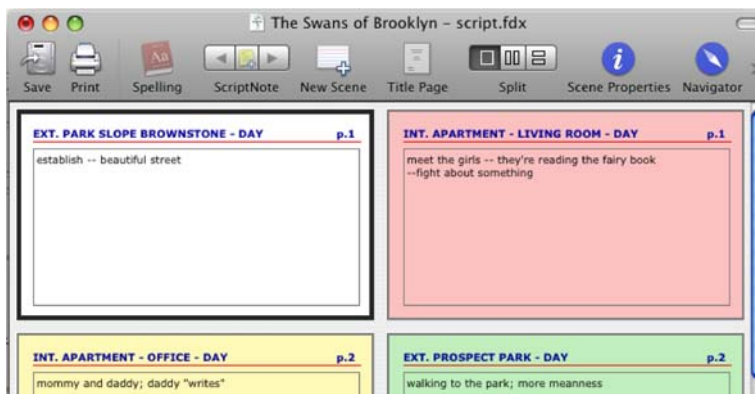 The Swans of Brooklyn – script.fdx
Save Print Spelling ScriptNote New Scene Title Page Split Scene Properties Navigator
EXT. PARK SLOPE BROWNSTONE - DAY p.1
establish -- beautiful street
INT. APARTMENT - LIVING ROOM - DAY p.1
meet the girls -- they're reading the fairy book
--fight about something
INT. APARTMENT - OFFICE - DAY p.2
mommy and daddy; daddy "writes"
EXT. PROSPECT PARK - DAY p.2
walking to the park; more meanness